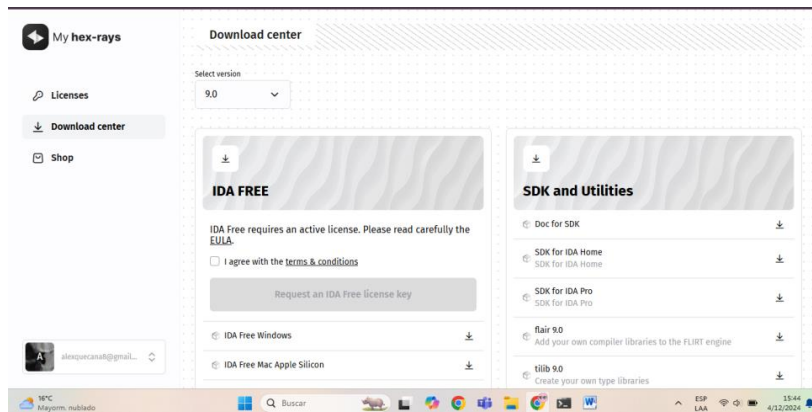 My hex-rays
Download center
Select version
9.0
Licenses
Download center
Shop
IDA FREE
IDA Free requires an active license. Please read carefully the
EULA.
I agree with the terms & conditions
Request an IDA Free license key
IDA Free Windows
IDA Free Mac Apple Silicon
SDK and Utilities
Doc for SDK
SDK for IDA Home
SDK for IDA Home
SDK for IDA Pro
SDK for IDA Pro
flair 9.0
Add your own compiler libraries to the FLIRT engine
tilib 9.0
Create your own type libraries
A
alexquecana8@gmail...
16°C
Mayorm. nublado
Buscar
ESP
LAA
15:44
4/12/2024